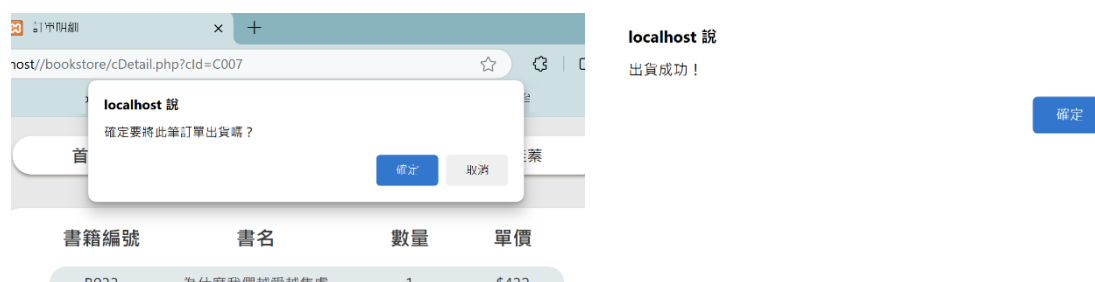 訂單明細
host//bookstore/cDetail.php?cId=C007
localhost 說
確定要將此筆訂單出貨嗎？
確定 取消
首
書籍編號 書名 數量 單價
localhost 說
出貨成功！
確定